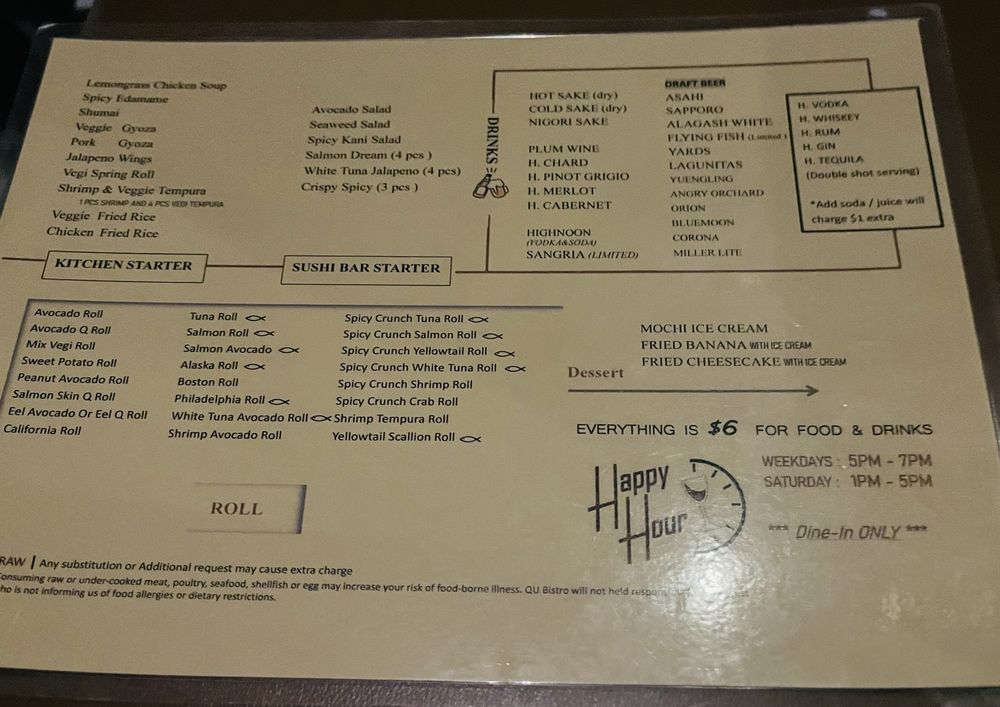 Lemongrass Chicken Soup
Spicy Edamame
Shumai
Veggie Gyoza
Pork Gyoza
Jalapeno Wings
Vegi Spring Roll
Shrimp & Veggie Tempura
1 PCS SHRIMP AND 4 PCS VEGI TEMPURA
Veggie Fried Rice
Chicken Fried Rice
KITCHEN STARTER
Avocado Salad
Seaweed Salad
Spicy Kani Salad
Salmon Dream (4 pcs )
White Tuna Jalapeno (4 pcs)
Crispy Spicy (3 pcs )
SUSHI BAR STARTER
DRINKS
HOT SAKE (dry)
COLD SAKE (dry)
NIGORI SAKE
PLUM WINE
H. CHARD
H. PINOT GRIGIO
H. MERLOT
H. CABERNET
HIGHNOON
(VODKA&SODA)
SANGRIA (LIMITED)
DRAFT BEER
ASAHI
SAPPORO
ALAGASH WHITE
FLYING FISH (Limited )
YARDS
LAGUNITAS
YUENGLING
ANGRY ORCHARD
ORION
BLUEMOON
CORONA
MILLER LITE
H. VODKA
H. WHISKEY
H. RUM
H. GIN
H. TEQUILA
(Double shot serving)
*Add soda / juice will
charge $1 extra
Avocado Roll
Avocado Q Roll
Mix Vegi Roll
Sweet Potato Roll
Peanut Avocado Roll
Salmon Skin Q Roll
Eel Avocado Or Eel Q Roll
California Roll
Tuna Roll
Salmon Roll
Salmon Avocado
Alaska Roll
Boston Roll
Philadelphia Roll
White Tuna Avocado Roll
Shrimp Avocado Roll
Spicy Crunch Tuna Roll
Spicy Crunch Salmon Roll
Spicy Crunch Yellowtail Roll
Spicy Crunch White Tuna Roll
Spicy Crunch Shrimp Roll
Spicy Crunch Crab Roll
Shrimp Tempura Roll
Yellowtail Scallion Roll
ROLL
Dessert
MOCHI ICE CREAM
FRIED BANANA WITH ICE CREAM
FRIED CHEESECAKE WITH ICE CREAM
EVERYTHING IS $6 FOR FOOD & DRINKS
Happy
Hour
WEEKDAYS : 5PM - 7PM
SATURDAY : 1PM - 5PM
*** Dine-In ONLY ***
RAW | Any substitution or Additional request may cause extra charge
onsuming raw or under-cooked meat, poultry, seafood, shellfish or egg may increase your risk of food-borne illness. QU Bistro will not held
ho is not informing us of food allergies or dietary restrictions.